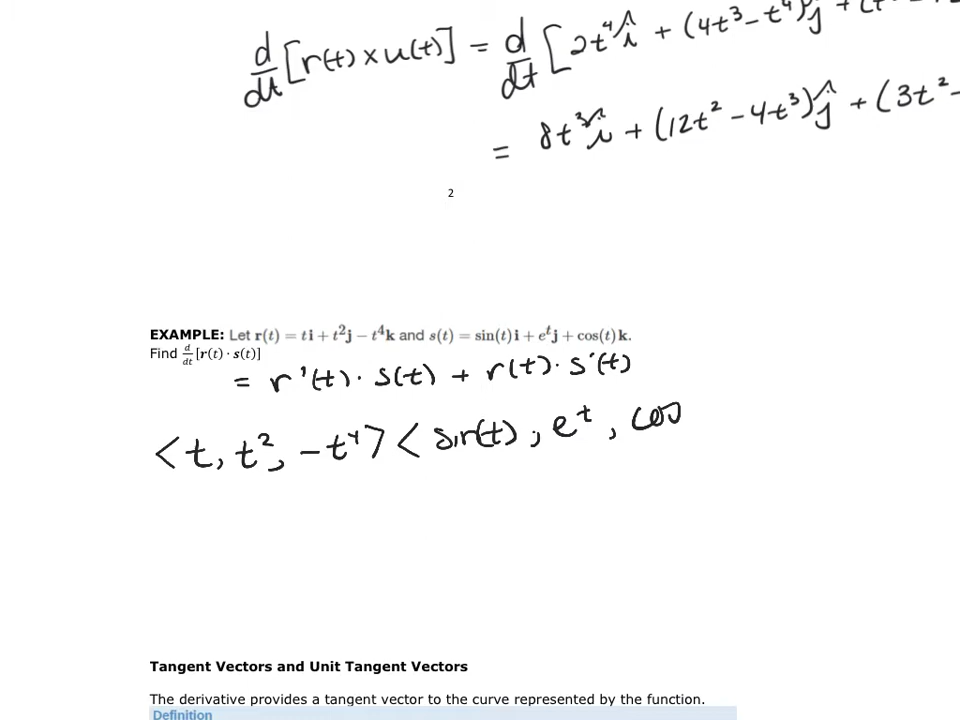 d/dt [r(t) x u(t)] = d/dt [2t⁴ î + (4t³ – t⁴) ĵ +
= 8t³ î + (12t² – 4t³) ĵ + (3t² –
2
EXAMPLE: Let r(t) = ti + t²j – t⁴k and s(t) = sin(t)i + eᵗj + cos(t)k.
Find d/dt [r(t) · s(t)]
= r'(t) · s(t) + r(t) · s'(t)
<t, t², –t⁴> < sin(t), eᵗ, cos
Tangent Vectors and Unit Tangent Vectors
The derivative provides a tangent vector to the curve represented by the function.
Definition